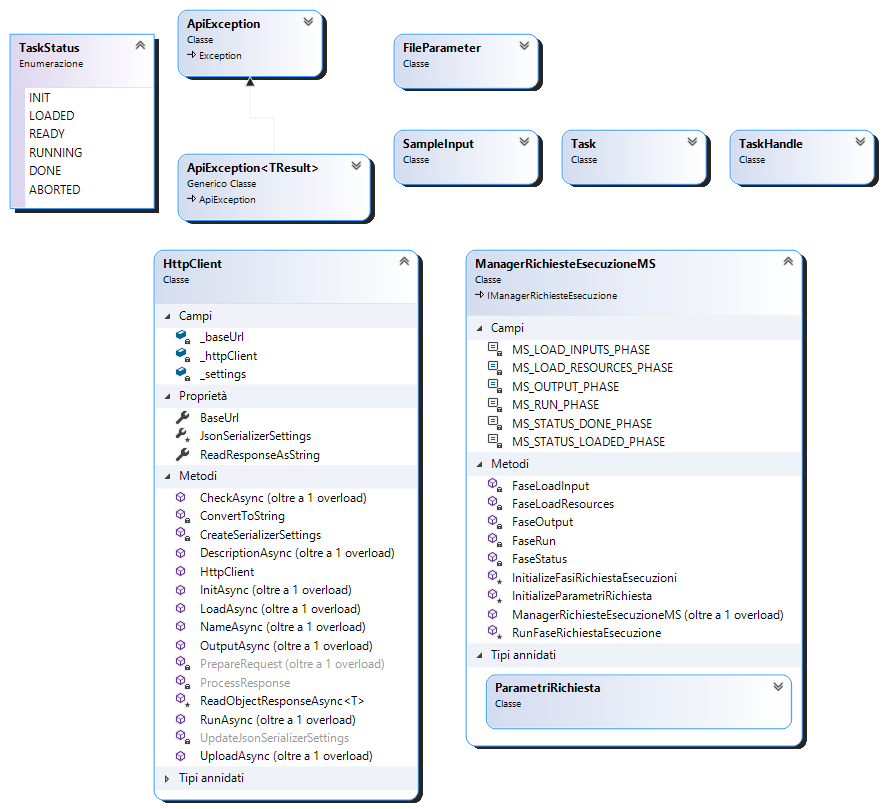 TaskStatus
Enumerazione
INIT
LOADED
READY
RUNNING
DONE
ABORTED
ApiException
Classe
Exception
ApiException<TResult>
Generico Classe
ApiException
FileParameter
Classe
SampleInput
Classe
Task
Classe
TaskHandle
Classe
HttpClient
Classe
Campi
_baseUrl
_httpClient
_settings
Proprietà
BaseUrl
JsonSerializerSettings
ReadResponseAsString
Metodi
CheckAsync (oltre a 1 overload)
ConvertToString
CreateSerializerSettings
DescriptionAsync (oltre a 1 overload)
HttpClient
InitAsync (oltre a 1 overload)
LoadAsync (oltre a 1 overload)
NameAsync (oltre a 1 overload)
OutputAsync (oltre a 1 overload)
PrepareRequest (oltre a 1 overload)
ProcessResponse
ReadObjectResponseAsync<T>
RunAsync (oltre a 1 overload)
UpdateJsonSerializerSettings
UploadAsync (oltre a 1 overload)
Tipi annidati
ManagerRichiesteEsecuzioneMS
Classe
IManagerRichiesteEsecuzione
Campi
MS_LOAD_INPUTS_PHASE
MS_LOAD_RESOURCES_PHASE
MS_OUTPUT_PHASE
MS_RUN_PHASE
MS_STATUS_DONE_PHASE
MS_STATUS_LOADED_PHASE
Metodi
FaseLoadInput
FaseLoadResources
FaseOutput
FaseRun
FaseStatus
InitializeFasiRichiestaEsecuzioni
InitializeParametriRichiesta
ManagerRichiesteEsecuzioneMS (oltre a 1 overload)
RunFaseRichiestaEsecuzione
Tipi annidati
ParametriRichiesta
Classe